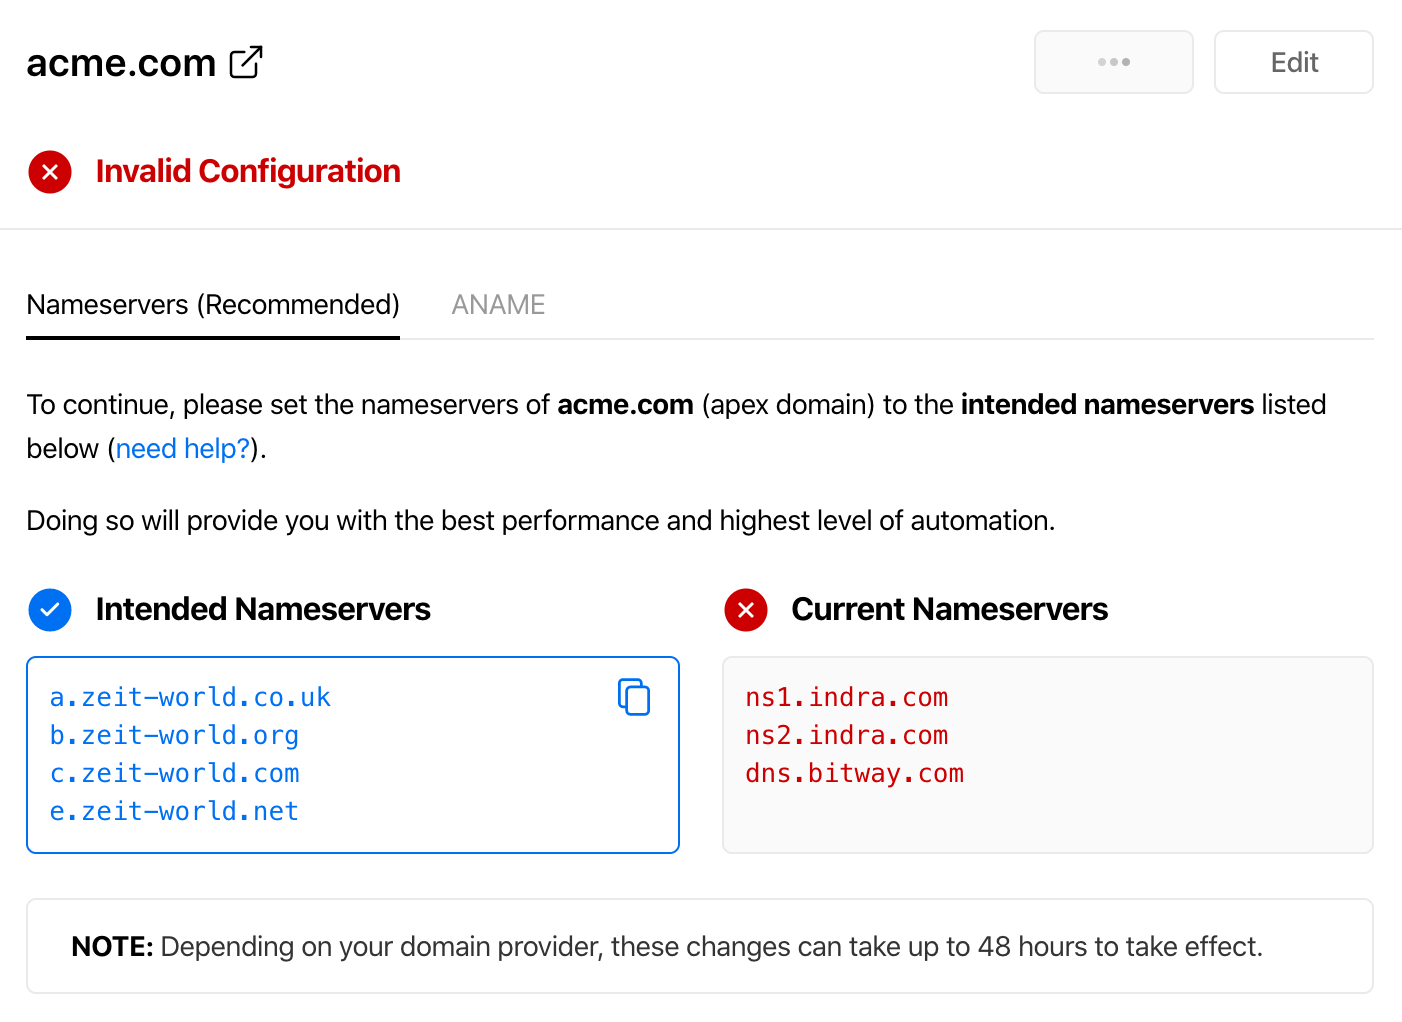 acme.com
Edit
Invalid Configuration
Nameservers (Recommended)
ANAME
To continue, please set the nameservers of acme.com (apex domain) to the intended nameservers listed
below (need help?).
Doing so will provide you with the best performance and highest level of automation.
Intended Nameservers
a.zeit-world.co.uk
b.zeit-world.org
c.zeit-world.com
e.zeit-world.net
Current Nameservers
ns1.indra.com
ns2.indra.com
dns.bitway.com
NOTE: Depending on your domain provider, these changes can take up to 48 hours to take effect.